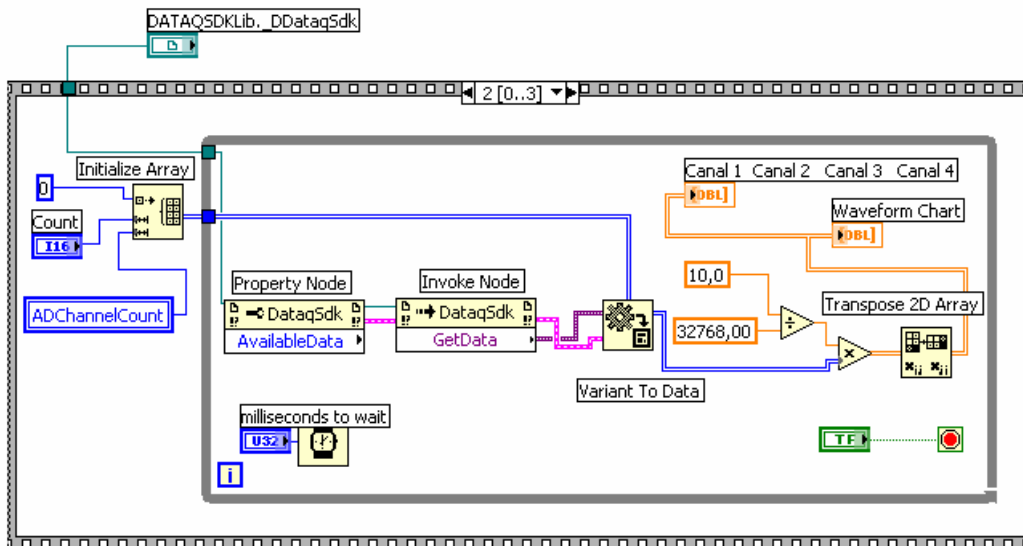 DATAQSDKLib._DDataqSdk
2 [0..3]
Initialize Array
0
Count
I16
ADChannelCount
Canal 1 Canal 2 Canal 3 Canal 4
DBL]
Waveform Chart
DBL]
Property Node
DataqSdk
AvailableData
Invoke Node
DataqSdk
GetData
10,0
32768,00
÷
x
Transpose 2D Array
Variant To Data
milliseconds to wait
U32
TF
i